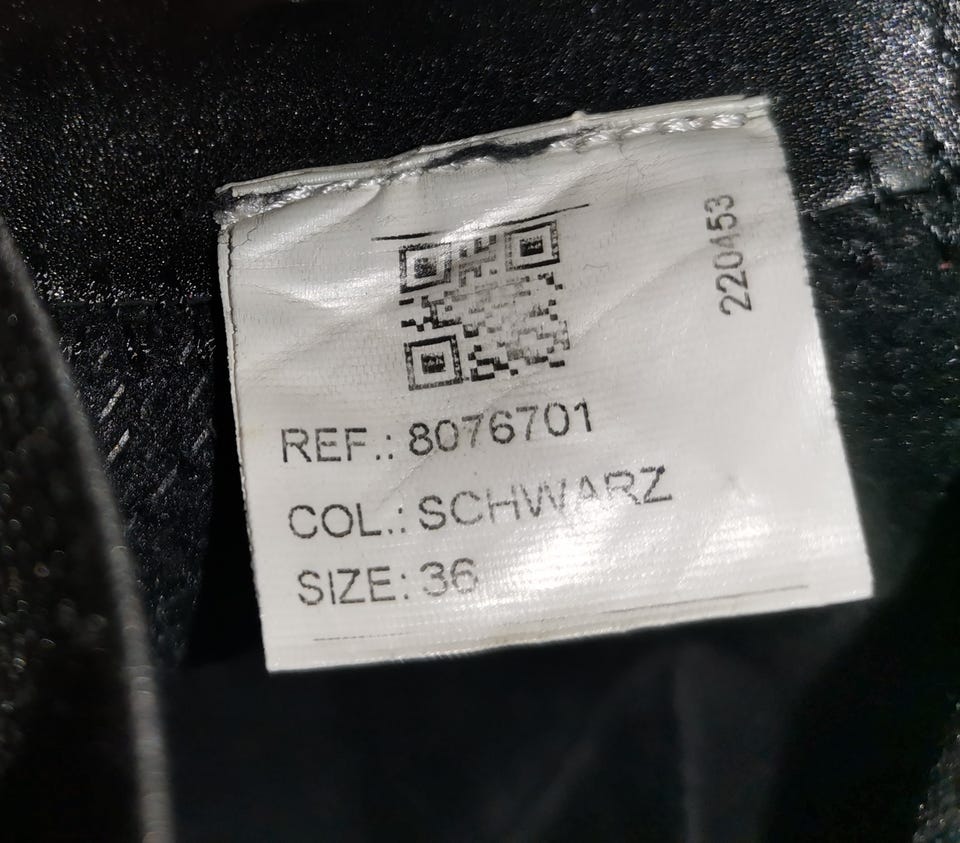 220453
REF.: 8076701
COL.: SCHWARZ
SIZE: 36